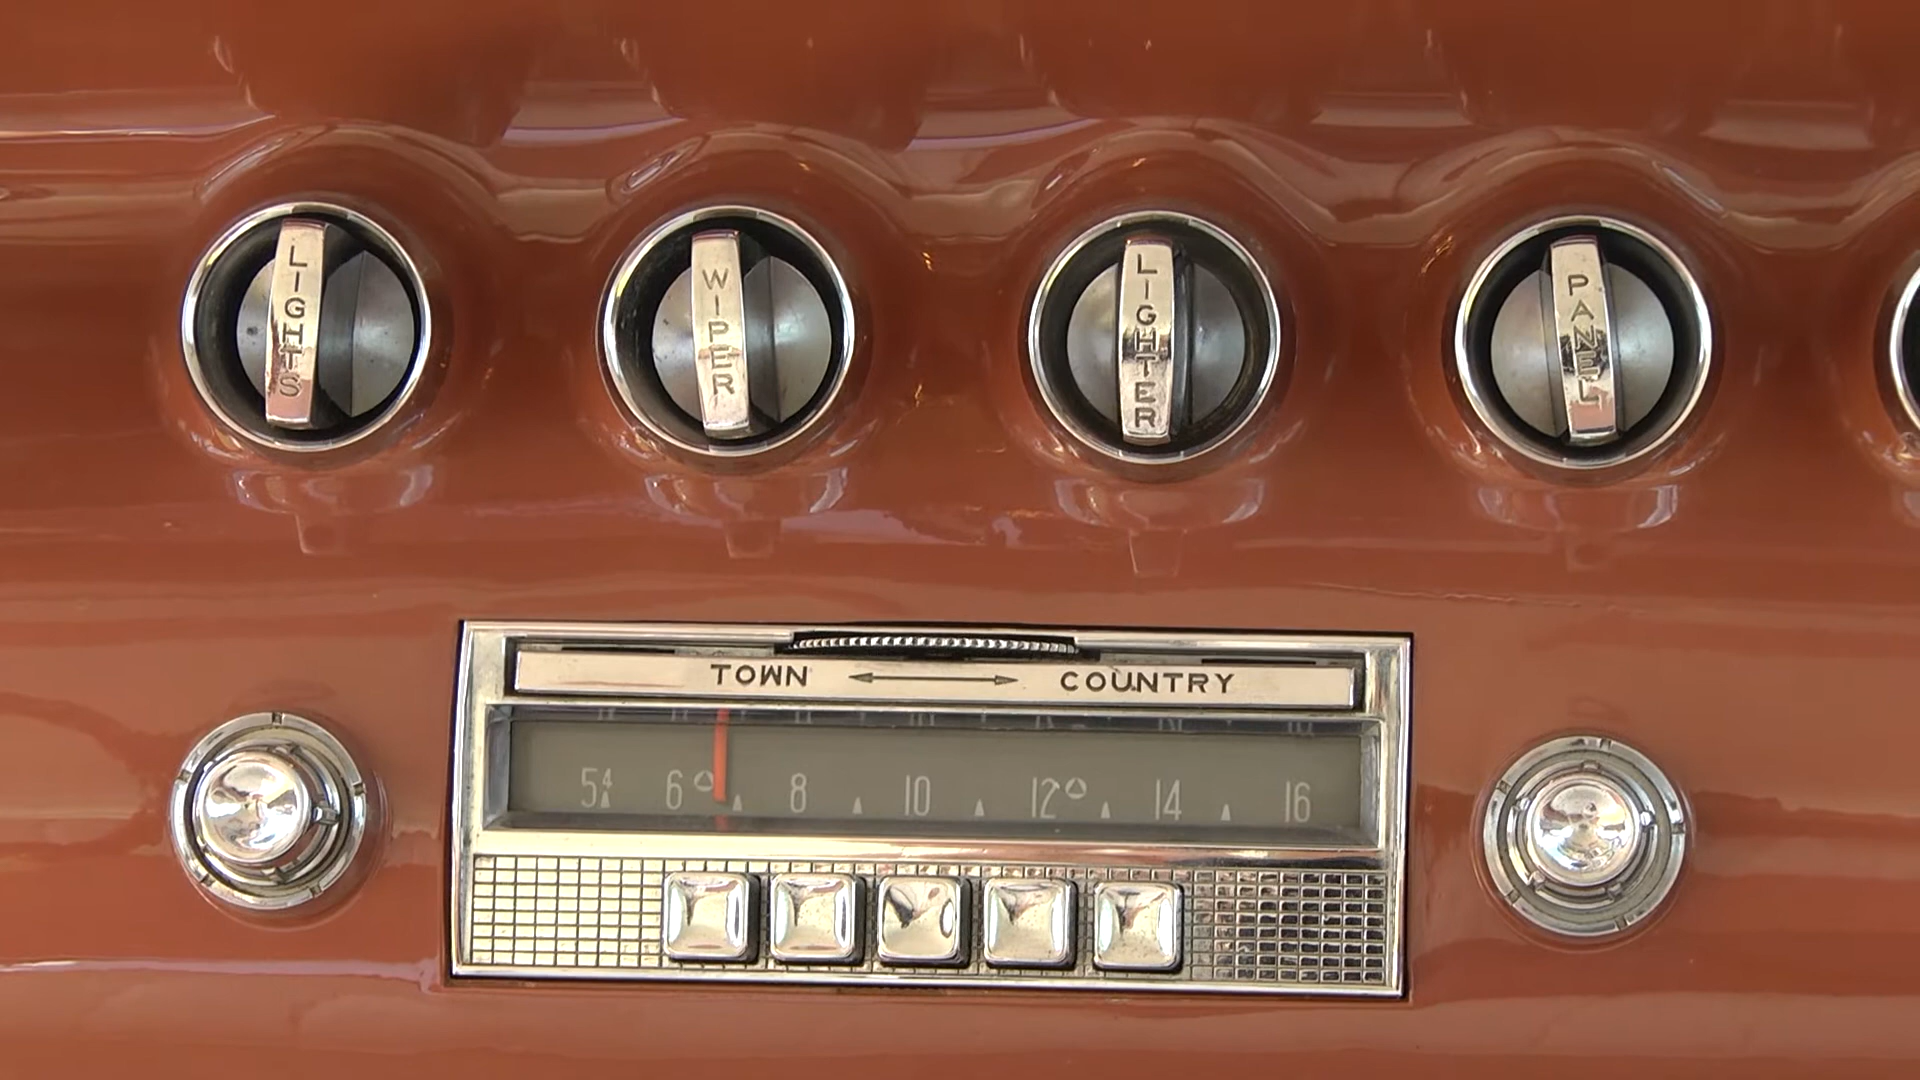 LIGHTS
WIPER
LIGHTER
PANEL
TOWN COUNTRY
54 6 8 10 12 14 16